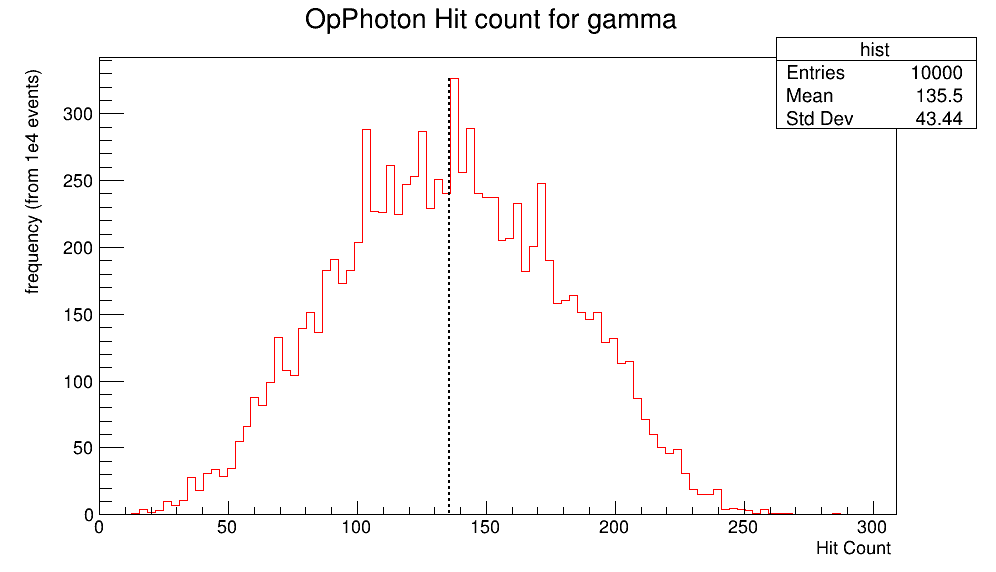 OpPhoton Hit count for gamma
hist
Entries 10000
Mean 135.5
Std Dev 43.44
frequency (from 1e4 events)
300
250
200
150
100
50
0
0 50 100 150 200 250 300
Hit Count